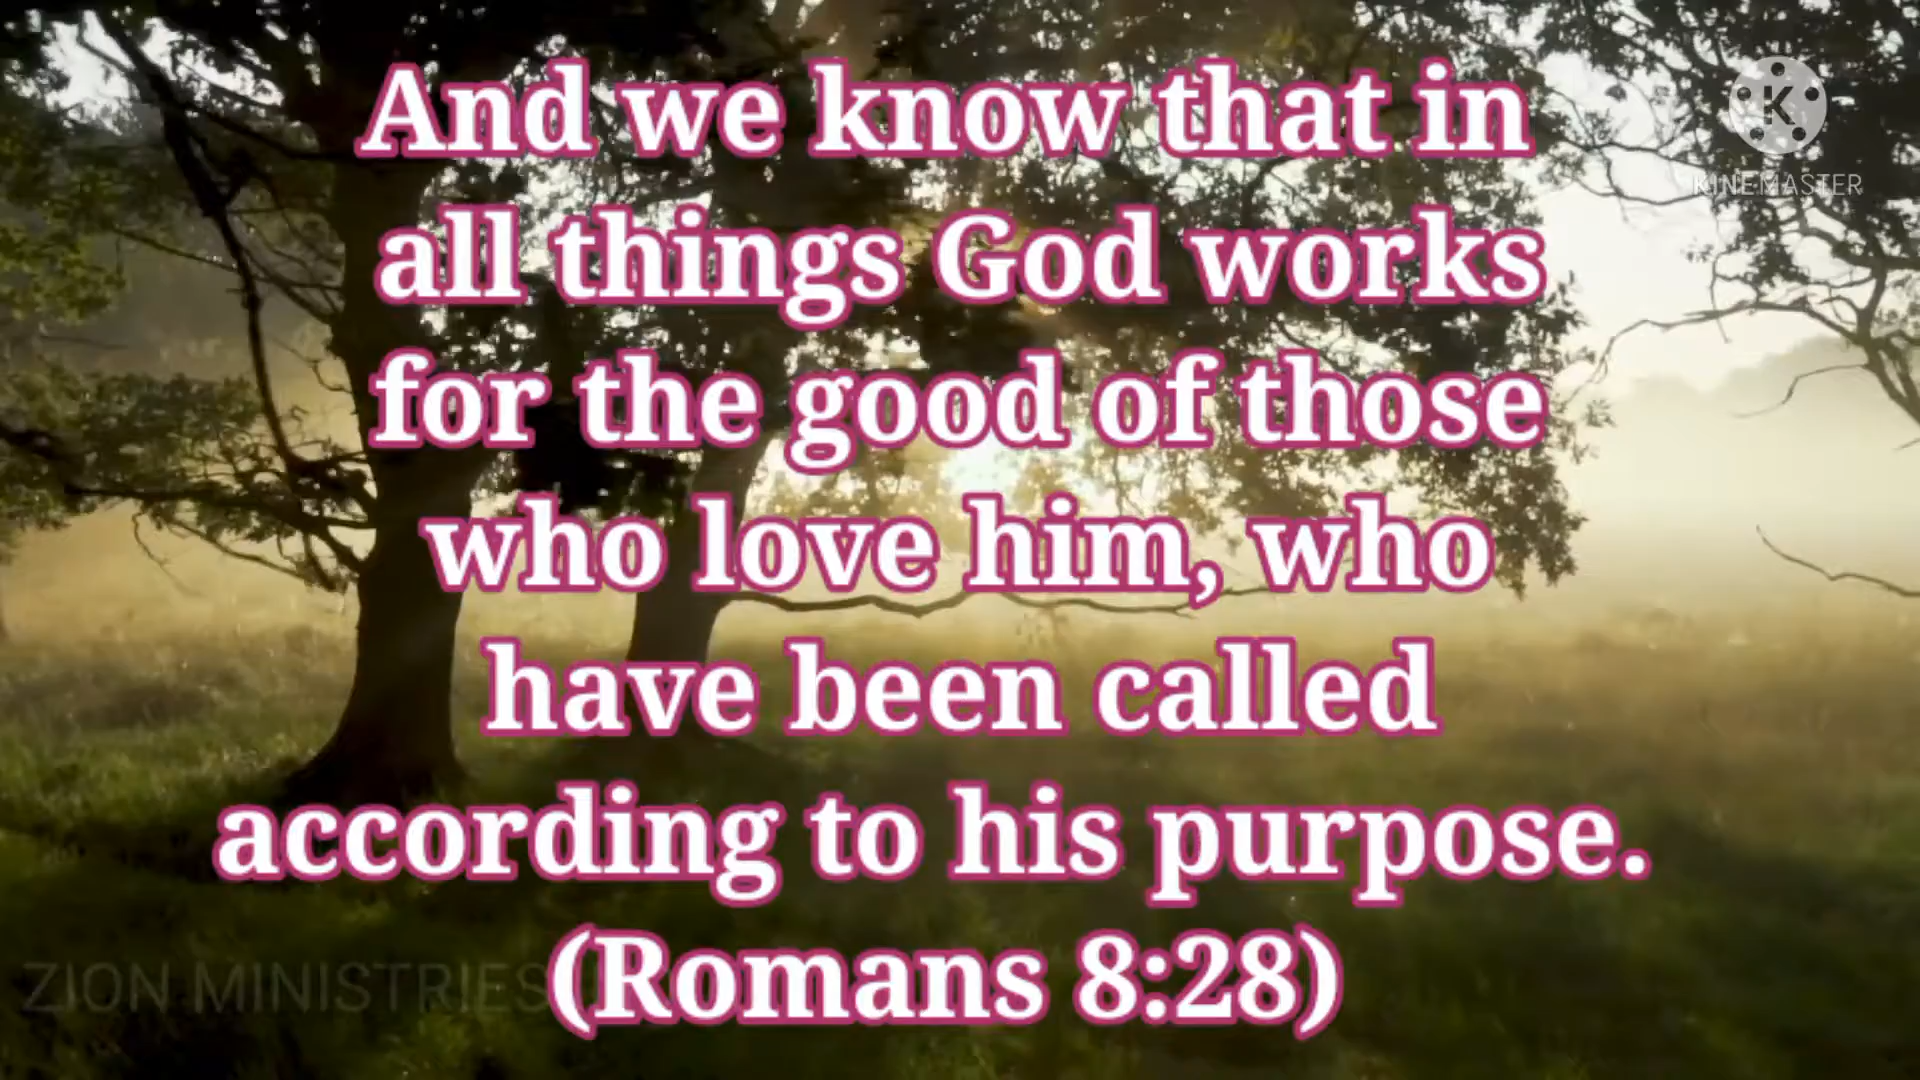 And we know that in
all things God works
for the good of those
who love him, who
have been called
according to his purpose.
(Romans 8:28)
K
KINEMASTER
ZION MINISTRIES